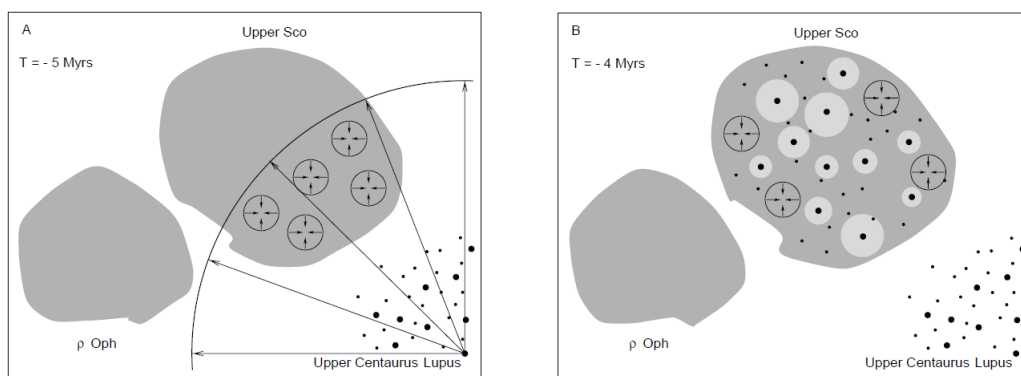 A
Upper Sco
T = - 5 Myrs
ρ Oph
Upper Centaurus Lupus
B
Upper Sco
T = - 4 Myrs
ρ Oph
Upper Centaurus Lupus